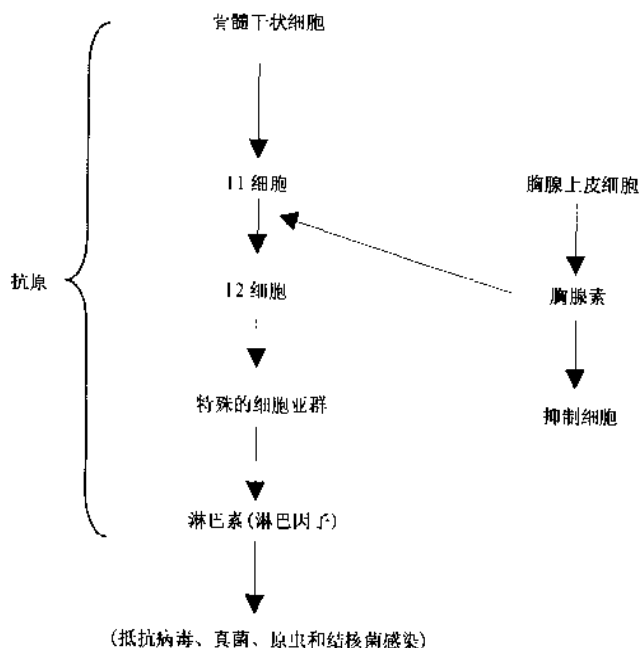 骨髓干状细胞
T1 细胞
胸腺上皮细胞
抗原
T2 细胞
胸腺素
特殊的细胞亚群
抑制细胞
淋巴素(淋巴因子)
(抵抗病毒、真菌、原虫和结核菌感染)